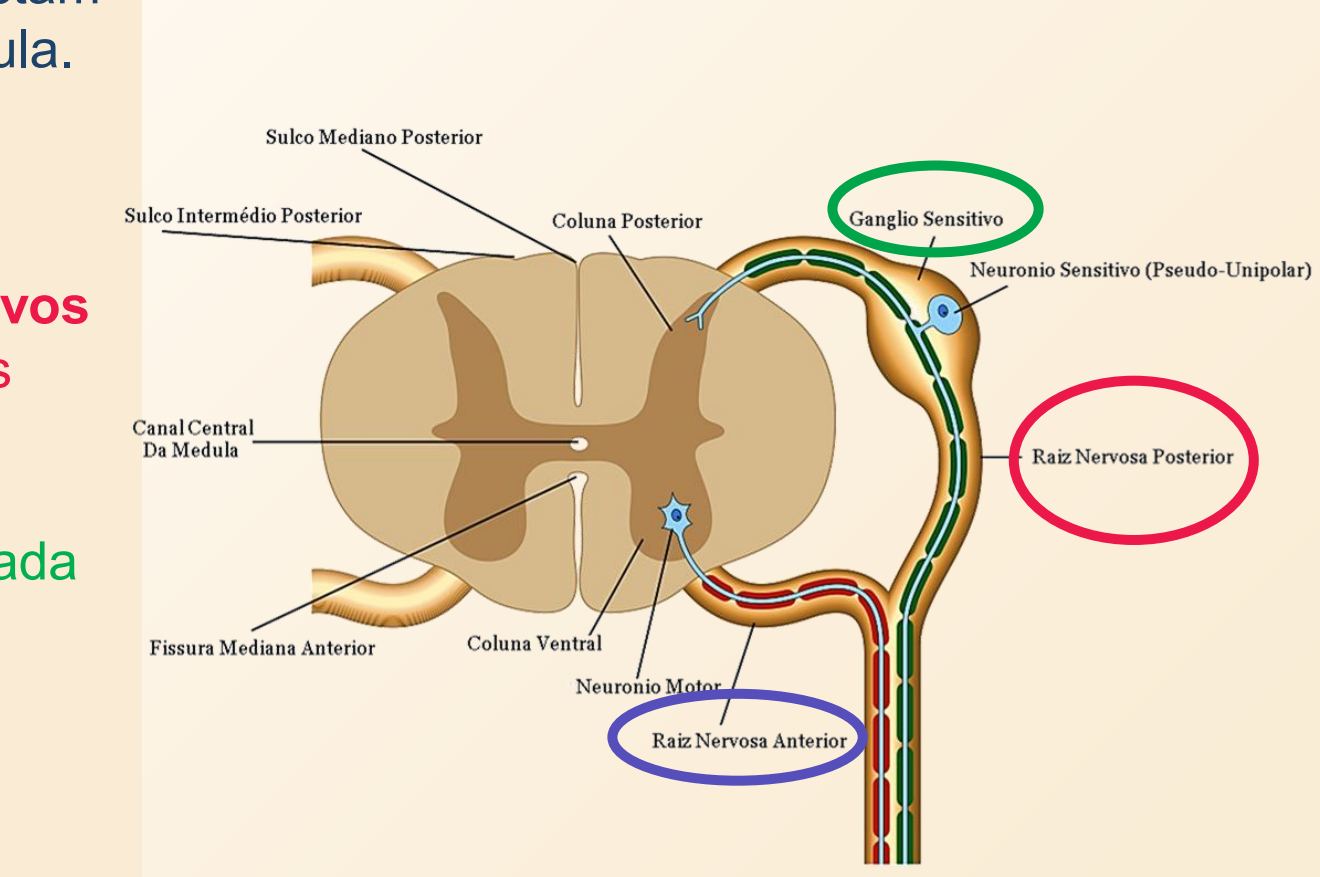 ula.
vos
s
ada
Sulco Mediano Posterior
Sulco Intermédio Posterior
Coluna Posterior
Ganglio Sensitivo
Neuronio Sensitivo (Pseudo-Unipolar)
Canal Central
Da Medula
Raiz Nervosa Posterior
Fissura Mediana Anterior
Coluna Ventral
Neuronio Motor
Raiz Nervosa Anterior